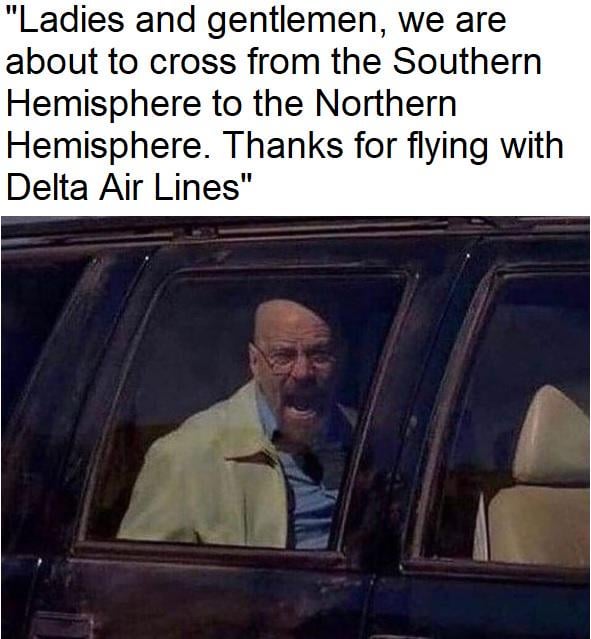 "Ladies and gentlemen, we are
about to cross from the Southern
Hemisphere to the Northern
Hemisphere. Thanks for flying with
Delta Air Lines"